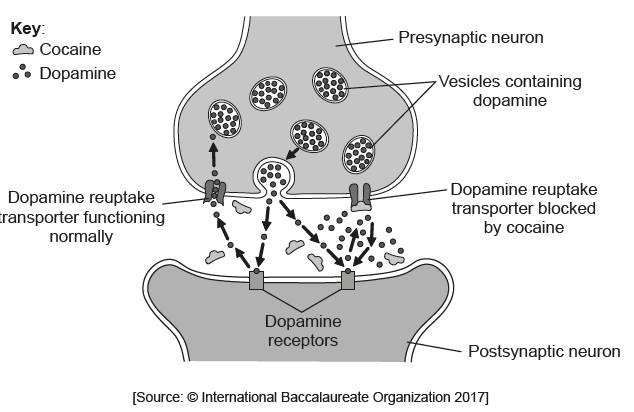 Key:
Cocaine
Dopamine
Presynaptic neuron
Vesicles containing
dopamine
Dopamine reuptake
transporter functioning
normally
Dopamine reuptake
transporter blocked
by cocaine
Dopamine
receptors
Postsynaptic neuron
[Source: © International Baccalaureate Organization 2017]